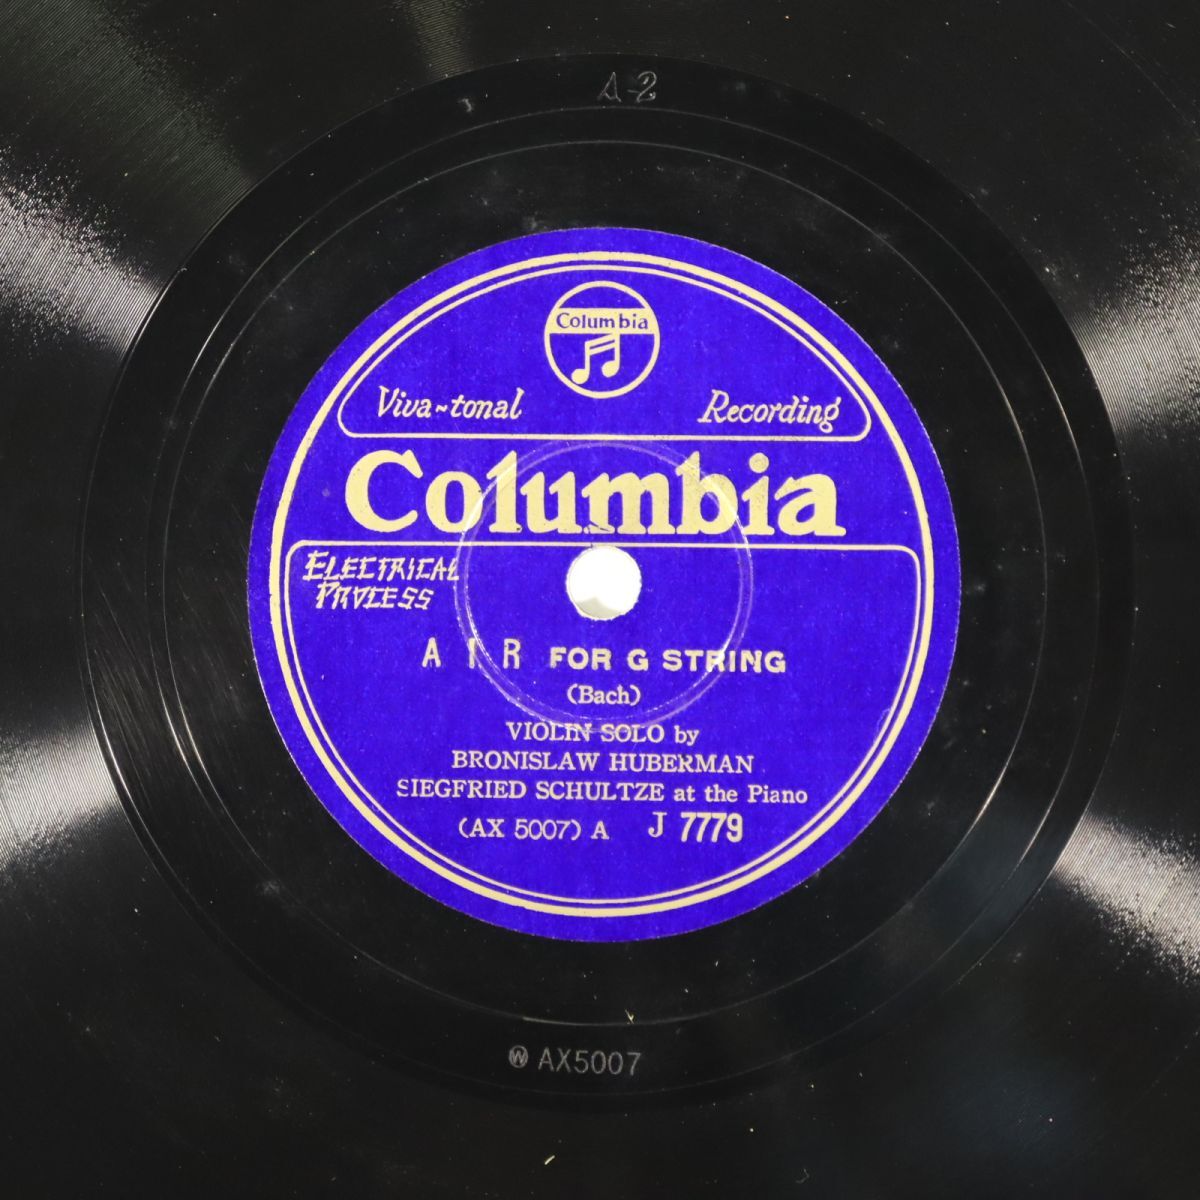 A-2
Columbia
Viva-tonal Recording
Columbia
ELECTRICAL
PROCESS
AIR FOR G STRING
(Bach)
VIOLIN SOLO by
BRONISLAW HUBERMAN
SIEGFRIED SCHULTZE at the Piano
(AX 5007) A J 7779
Ⓦ AX5007